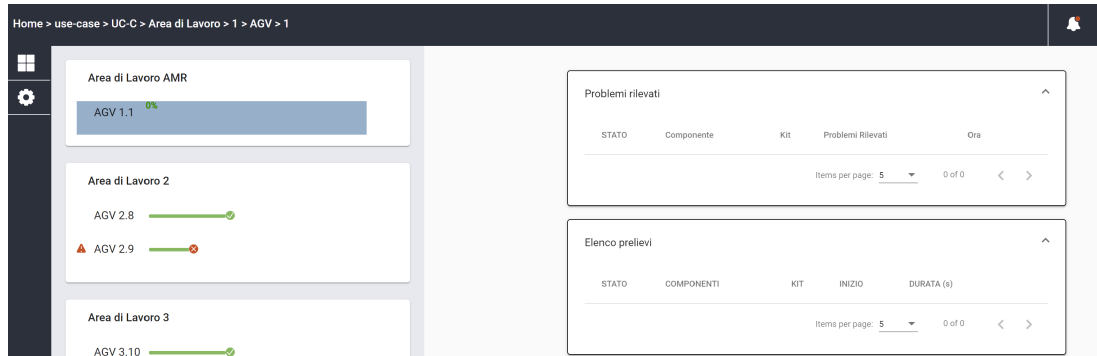 Home > use-case > UC-C > Area di Lavoro > 1 > AGV > 1
Area di Lavoro AMR
AGV 1.1 0%
Area di Lavoro 2
AGV 2.8
AGV 2.9
Area di Lavoro 3
AGV 3.10
Problemi rilevati
STATO Componente Kit Problemi Rilevati Ora
Items per page: 5 0 of 0
Elenco prelievi
STATO COMPONENTI KIT INIZIO DURATA (s)
Items per page: 5 0 of 0